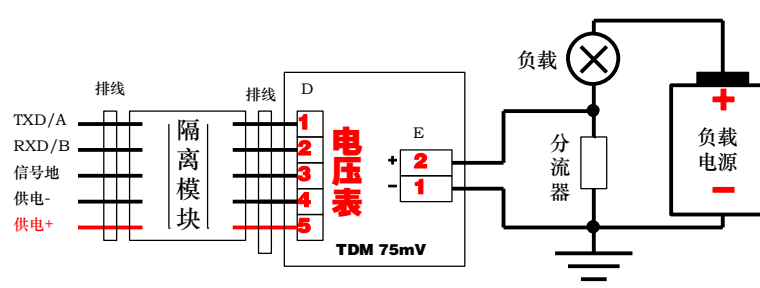 排线
TXD/A
RXD/B
信号地
供电-
供电+
隔离模块
排线
D
1
2
3
4
5
电压表
E
+ 2
- 1
TDM 75mV
负载
分流器
+
负载
电源
-